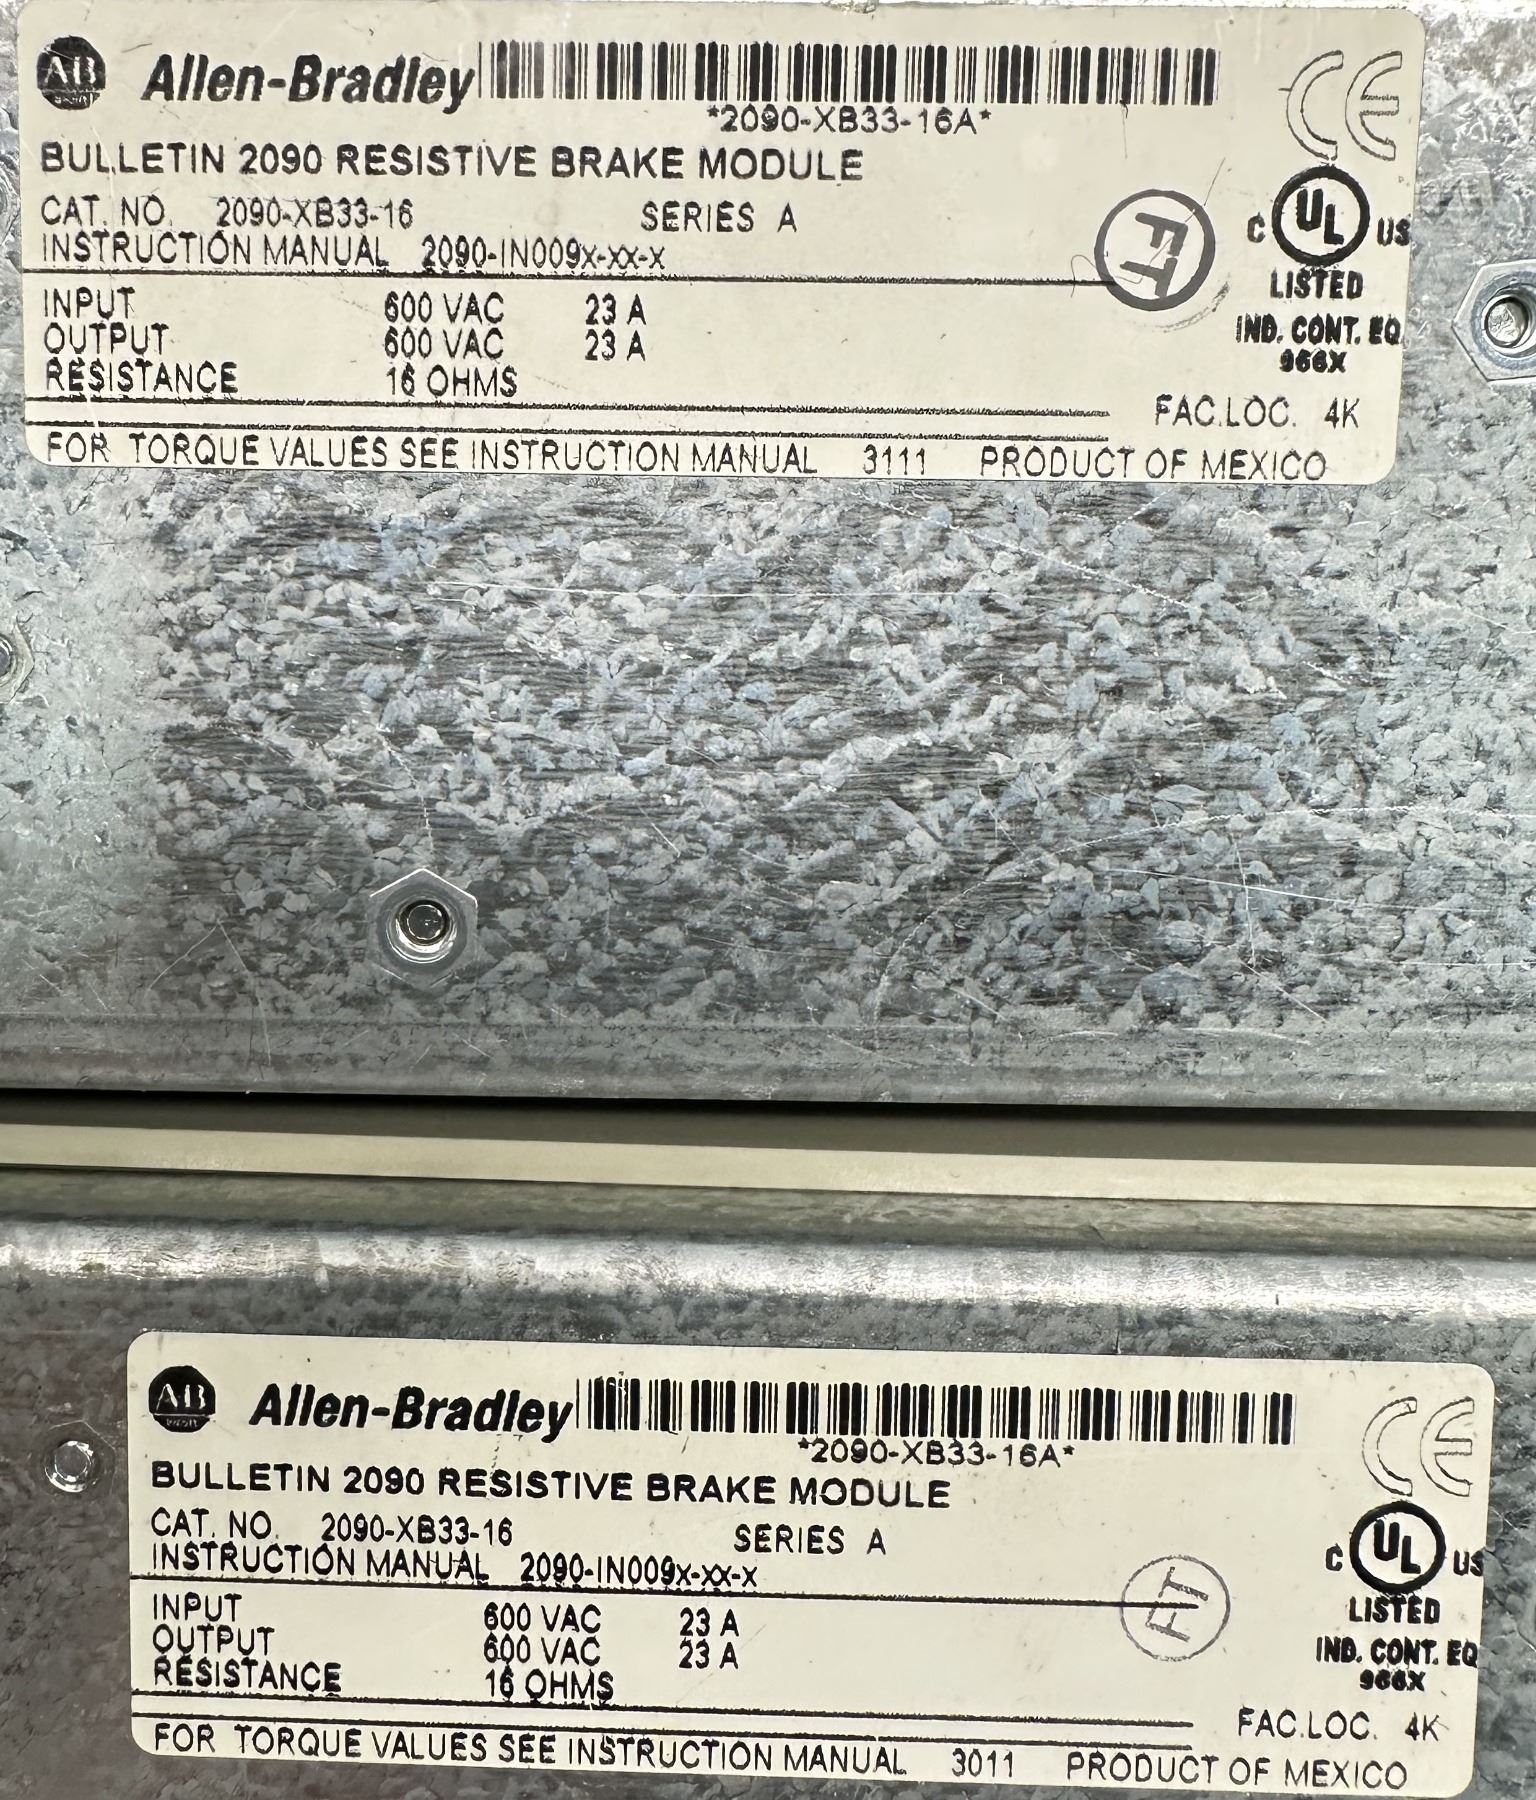 AB Allen-Bradley
*2090-XB33-16A*
CE
BULLETIN 2090 RESISTIVE BRAKE MODULE
CAT. NO. 2090-XB33-16 SERIES A
INSTRUCTION MANUAL 2090-IN009x-xx-x
FT
C UL US
LISTED
IND. CONT. EQ.
966X
INPUT 600 VAC 23 A
OUTPUT 600 VAC 23 A
RESISTANCE 16 OHMS
FAC.LOC. 4K
FOR TORQUE VALUES SEE INSTRUCTION MANUAL 3111 PRODUCT OF MEXICO
AB Allen-Bradley
*2090-XB33-16A*
CE
BULLETIN 2090 RESISTIVE BRAKE MODULE
CAT. NO. 2090-XB33-16 SERIES A
INSTRUCTION MANUAL 2090-IN009x-xx-x
FT
C UL US
LISTED
IND. CONT. EQ
966X
INPUT 600 VAC 23 A
OUTPUT 600 VAC 23 A
RESISTANCE 16 OHMS
FAC.LOC. 4K
FOR TORQUE VALUES SEE INSTRUCTION MANUAL 3011 PRODUCT OF MEXICO